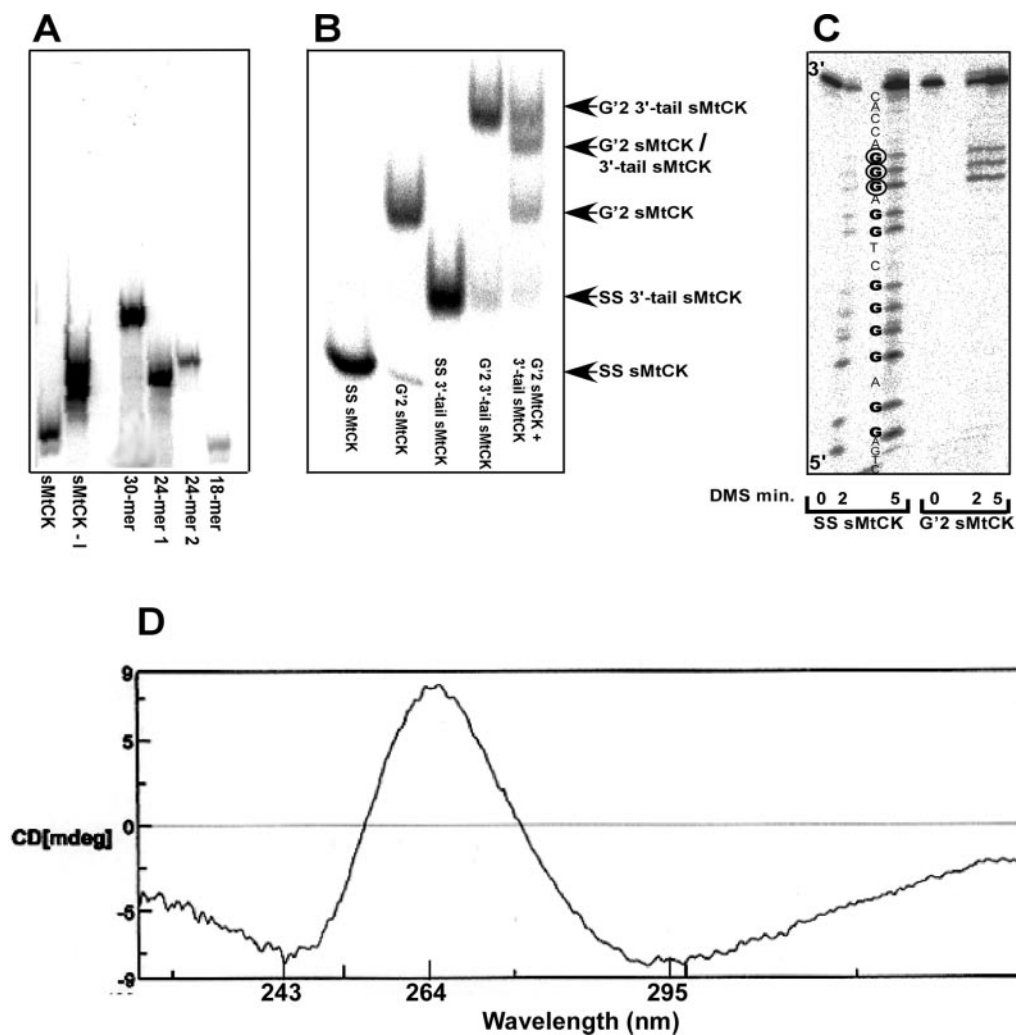 A
sMtCK
sMtCK - I
30-mer
24-mer 1
24-mer 2
18-mer
B
G'2 3'-tail sMtCK
G'2 sMtCK /
3'-tail sMtCK
G'2 sMtCK
SS 3'-tail sMtCK
SS sMtCK
SS sMtCK
G'2 sMtCK
SS 3'-tail sMtCK
G'2 3'-tail sMtCK
G'2 sMtCK +
3'-tail sMtCK
C
3'
C
A
C
C
A
G
G
G
A
G
G
T
C
G
G
G
G
A
G
G
A
G
T
C
5'
DMS min. 0 2 5 0 2 5
SS sMtCK G'2 sMtCK
D
9
5
0
CD[mdeg]
-5
-9
243 264 295
Wavelength (nm)